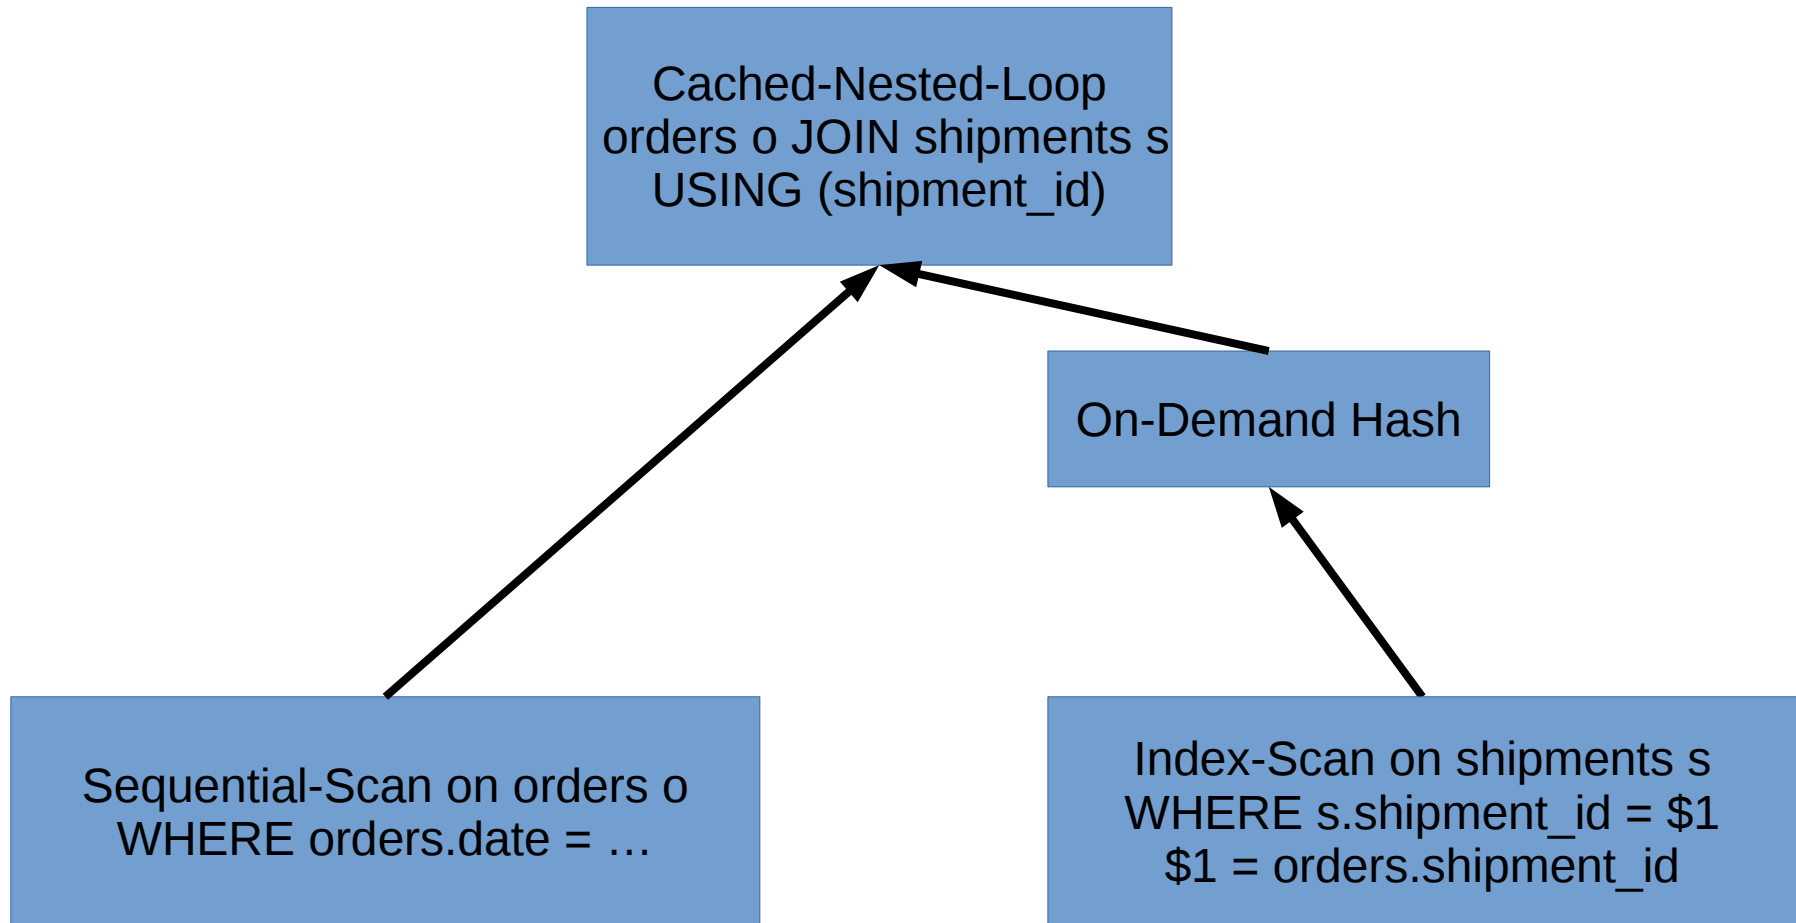 Cached-Nested-Loop
orders o JOIN shipments s
USING (shipment_id)
On-Demand Hash
Sequential-Scan on orders o
WHERE orders.date = …
Index-Scan on shipments s
WHERE s.shipment_id = $1
$1 = orders.shipment_id